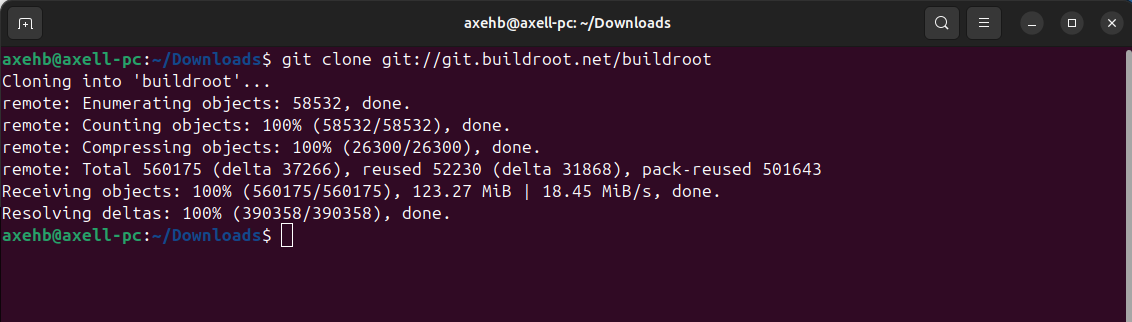 axehb@axell-pc: ~/Downloads
axehb@axell-pc:~/Downloads$ git clone git://git.buildroot.net/buildroot
Cloning into 'buildroot'...
remote: Enumerating objects: 58532, done.
remote: Counting objects: 100% (58532/58532), done.
remote: Compressing objects: 100% (26300/26300), done.
remote: Total 560175 (delta 37266), reused 52230 (delta 31868), pack-reused 501643
Receiving objects: 100% (560175/560175), 123.27 MiB | 18.45 MiB/s, done.
Resolving deltas: 100% (390358/390358), done.
axehb@axell-pc:~/Downloads$